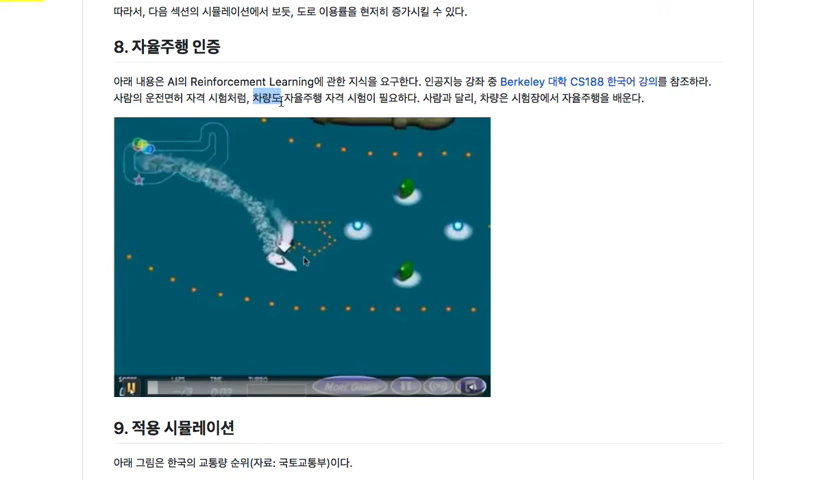 따라서, 다음 섹션의 시뮬레이션에서 보듯, 도로 이용률을 현저히 증가시킬 수 있다.
8. 자율주행 인증
아래 내용은 AI의 Reinforcement Learning에 관한 지식을 요구한다. 인공지능 강좌 중 Berkeley 대학 CS188 한국어 강의를 참조하라.
사람의 운전면허 자격 시험처럼, 차량도 자율주행 자격 시험이 필요하다. 사람과 달리, 차량은 시험장에서 자율주행을 배운다.
MORE GAMES
9. 적용 시뮬레이션
아래 그림은 한국의 교통량 순위(자료: 국토교통부)이다.